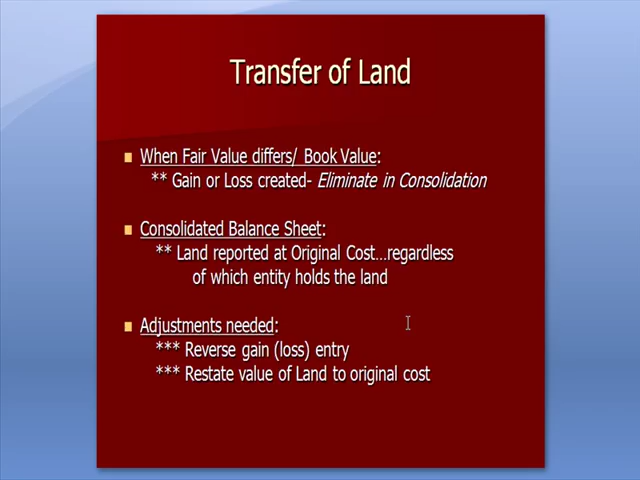 Transfer of Land
When Fair Value differs/ Book Value:
** Gain or Loss created- Eliminate in Consolidation
Consolidated Balance Sheet:
** Land reported at Original Cost...regardless
of which entity holds the land
Adjustments needed:
*** Reverse gain (loss) entry
*** Restate value of Land to original cost